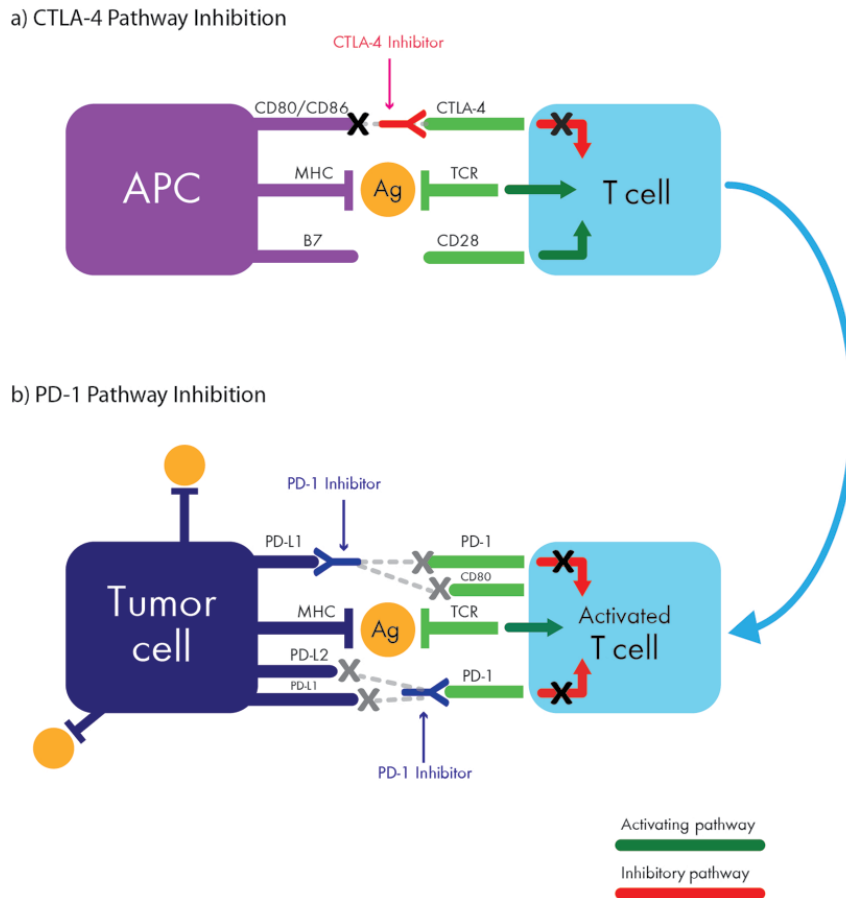 a) CTLA-4 Pathway Inhibition
CTLA-4 Inhibitor
CD80/CD86
CTLA-4
APC
MHC
Ag
TCR
T cell
B7
CD28
b) PD-1 Pathway Inhibition
PD-1 Inhibitor
PD-L1
PD-1
CD80
Tumor
cell
MHC
Ag
TCR
Activated
T cell
PD-L2
PD-L1
PD-1
PD-1 Inhibitor
Activating pathway
Inhibitory pathway